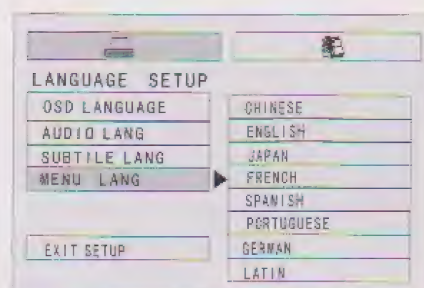 LANGUAGE SETUP
OSD LANGUAGE
AUDIO LANG
SUBTILE LANG
MENU LANG
EXIT SETUP
CHINESE
ENGLISH
JAPAN
FRENCH
SPANISH
PORTUGUESE
GERMAN
LATIN